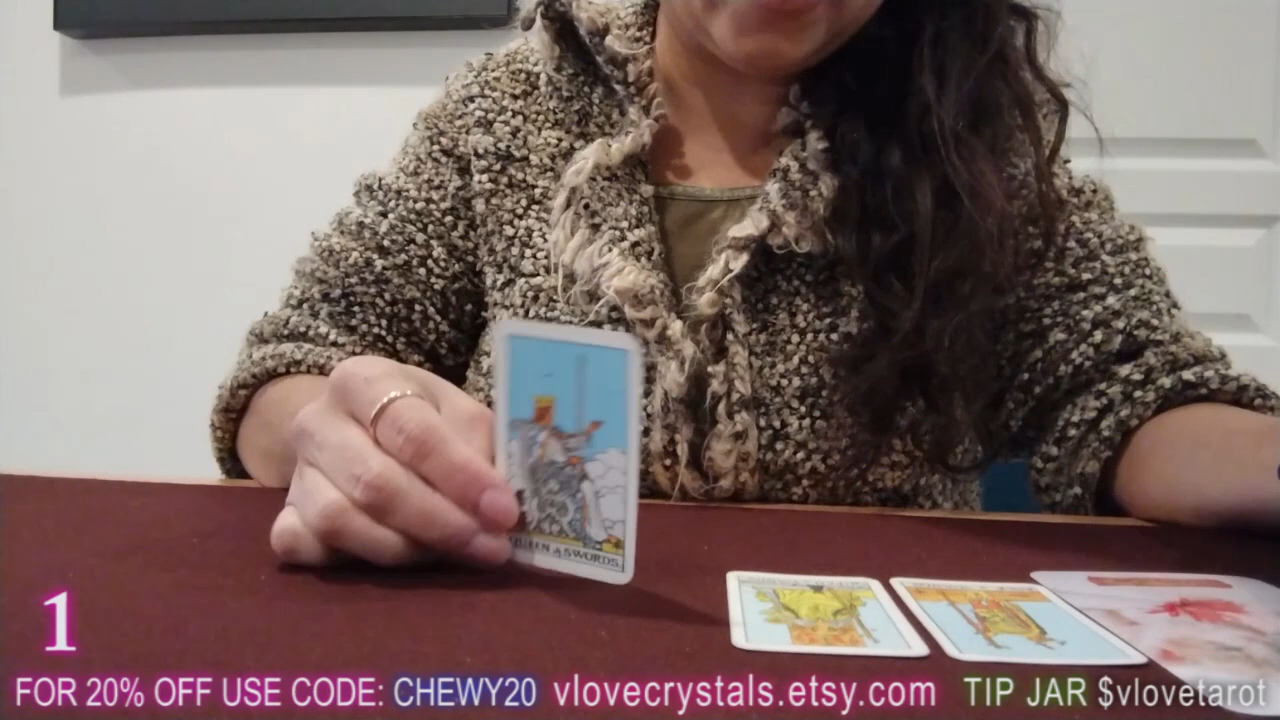 QUEEN of SWORDS.
1
FOR 20% OFF USE CODE: CHEWY20 vlovecrystals.etsy.com TIP JAR $vlovetarot